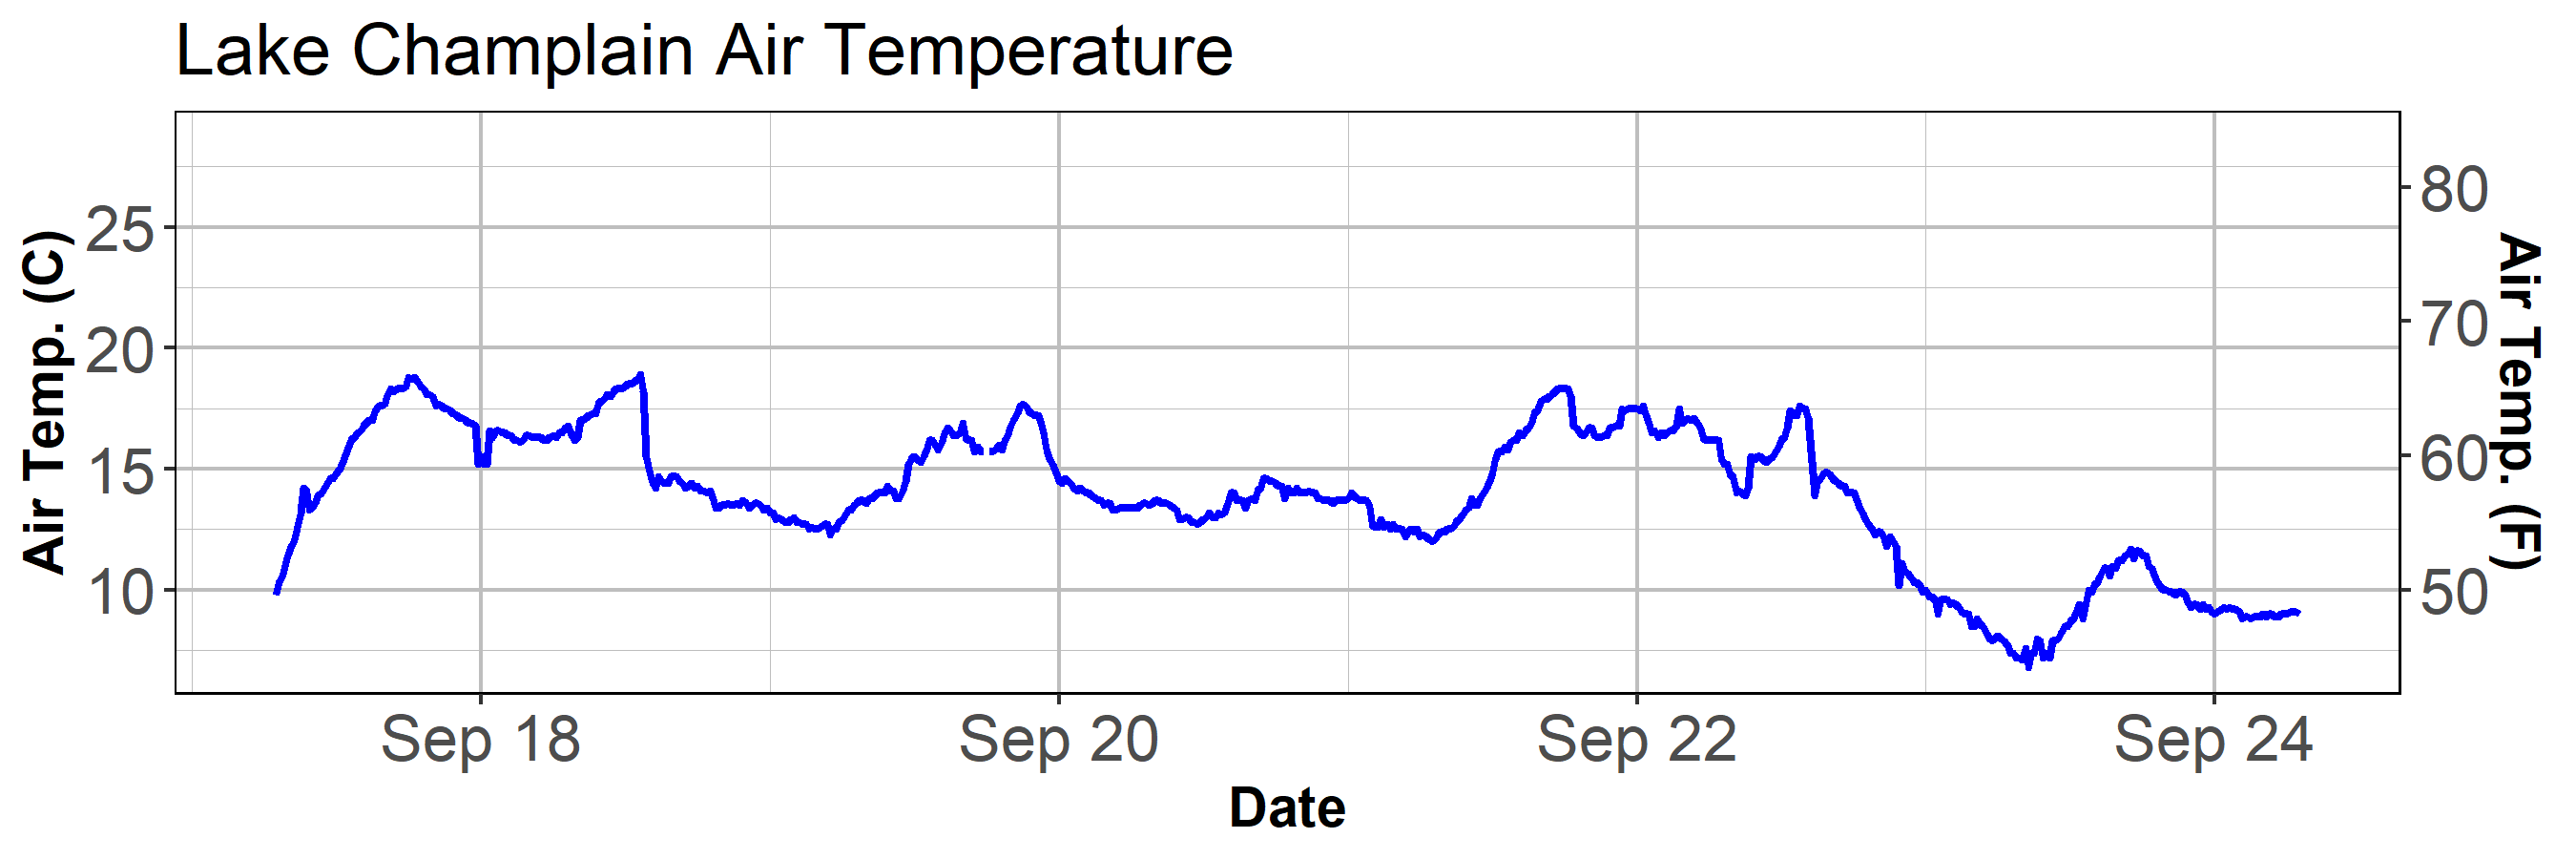 Lake Champlain Air Temperature
Air Temp. (C)
25
20
15
10
80
70
60
50
Air Temp. (F)
Sep 18
Sep 20
Sep 22
Sep 24
Date